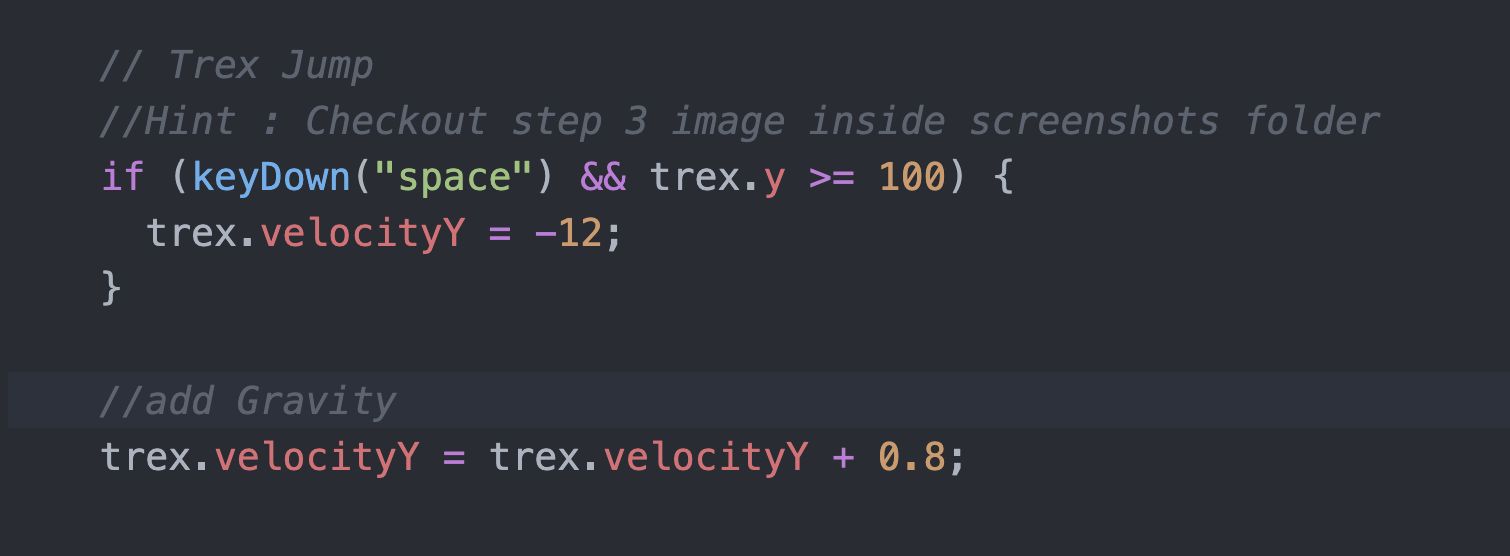 // Trex Jump
//Hint : Checkout step 3 image inside screenshots folder
if (keyDown("space") && trex.y >= 100) {
  trex.velocityY = -12;
}
//add Gravity
trex.velocityY = trex.velocityY + 0.8;